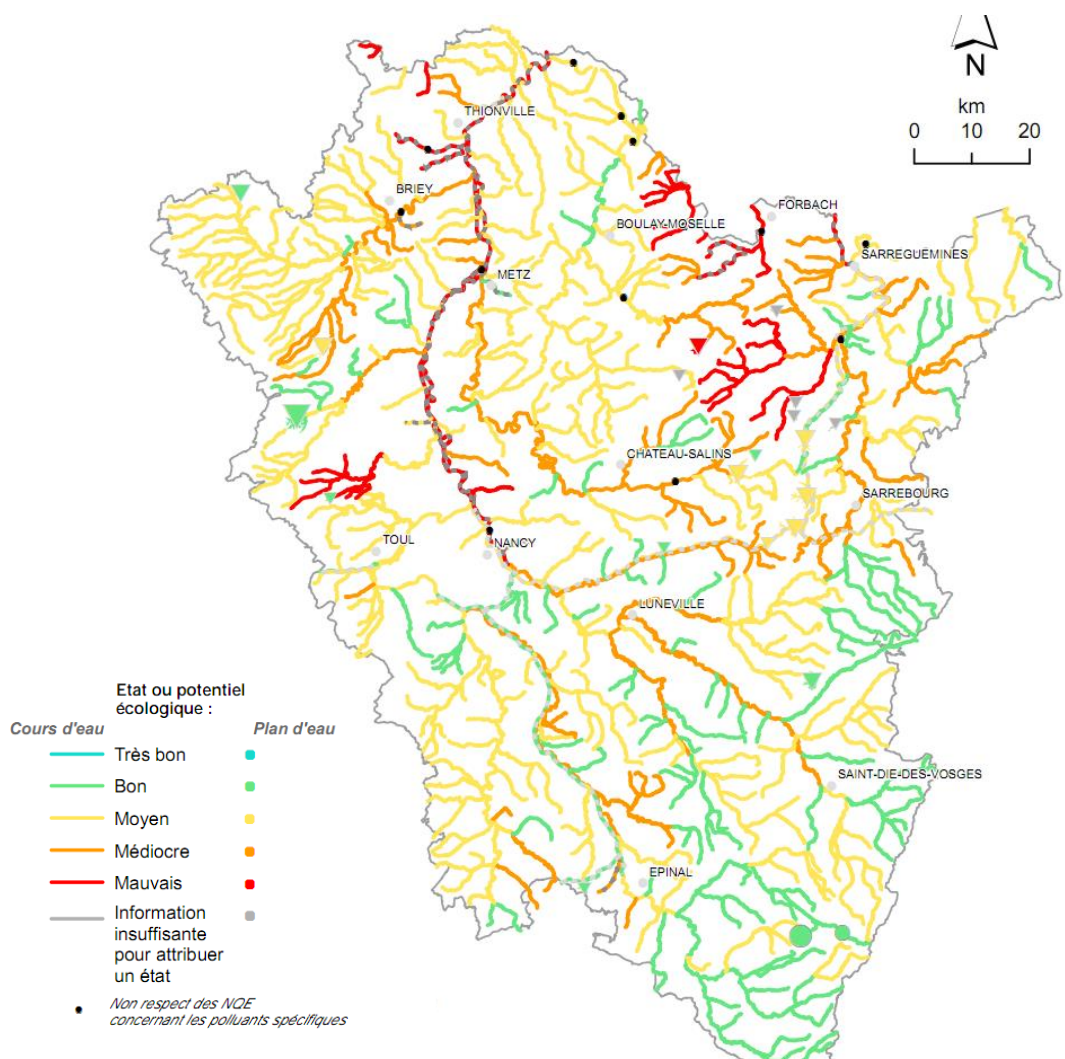 N
km
0 10 20
THIONVILLE
BRIEY
BOULAY-MOSELLE
FORBACH
SARREGUEMINES
METZ
CHATEAU-SALINS
SARREBOURG
TOUL
NANCY
LUNEVILLE
SAINT-DIE-DES-VOSGES
EPINAL
Etat ou potentiel
écologique :
Cours d'eau Plan d'eau
Très bon
Bon
Moyen
Médiocre
Mauvais
Information
insuffisante
pour attribuer
un état
Non respect des NQE
concernant les polluants spécifiques